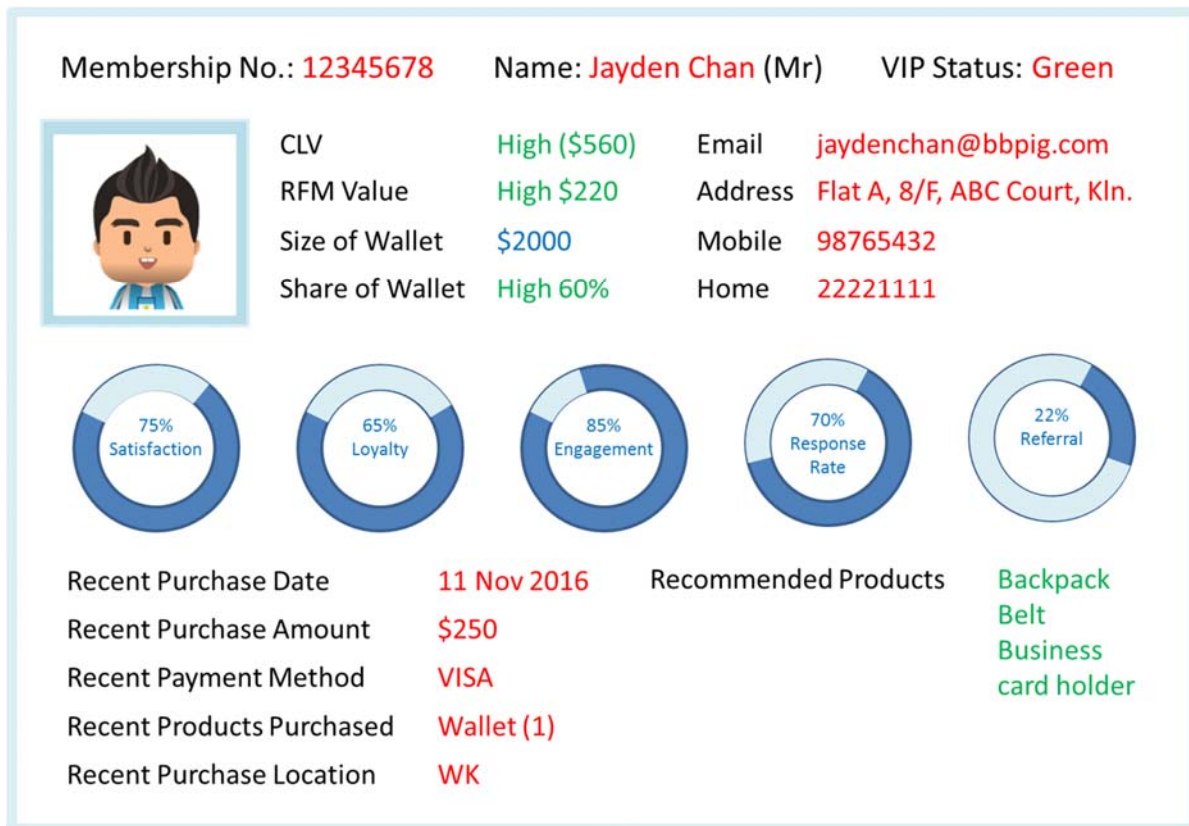 Membership No.: 12345678 Name: Jayden Chan (Mr) VIP Status: Green
CLV High ($560) Email jaydenchan@bbpig.com
RFM Value High $220 Address Flat A, 8/F, ABC Court, Kln.
Size of Wallet $2000 Mobile 98765432
Share of Wallet High 60% Home 22221111
75%
Satisfaction
65%
Loyalty
85%
Engagement
70%
Response
Rate
22%
Referral
Recent Purchase Date 11 Nov 2016
Recent Purchase Amount $250
Recent Payment Method VISA
Recent Products Purchased Wallet (1)
Recent Purchase Location WK
Recommended Products Backpack
Belt
Business
card holder